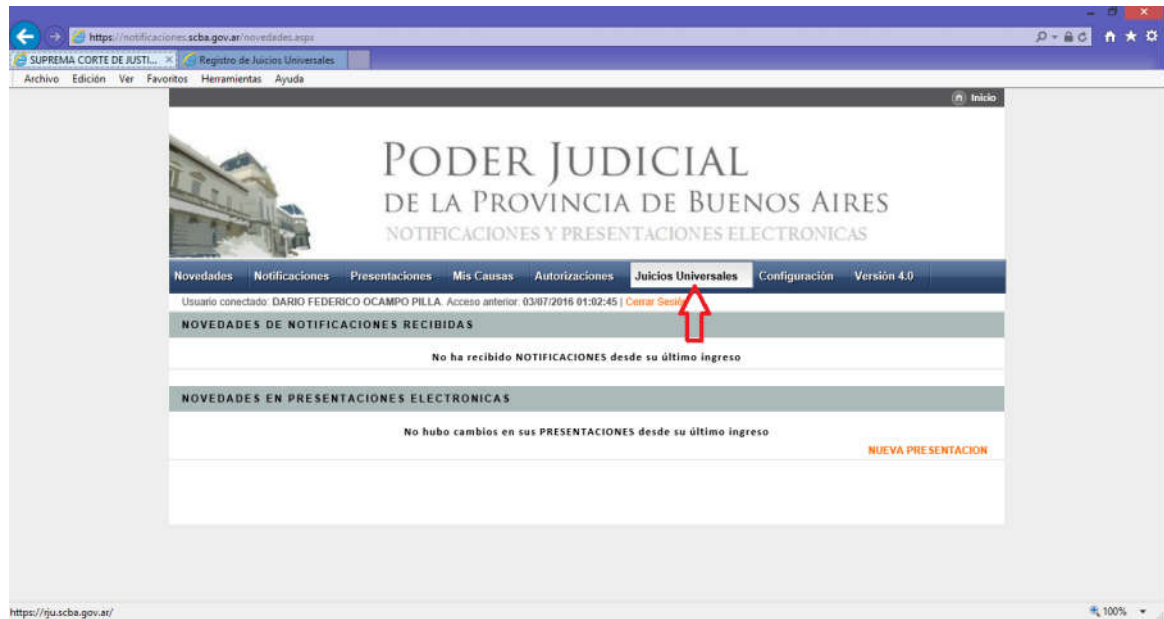 https://notificaciones.scba.gov.ar/novedades.aspx
SUPREMA CORTE DE JUSTI... Registro de Juicios Universales
Archivo Edición Ver Favoritos Herramientas Ayuda
Inicio
PODER JUDICIAL
DE LA PROVINCIA DE BUENOS AIRES
NOTIFICACIONES Y PRESENTACIONES ELECTRONICAS
Novedades Notificaciones Presentaciones Mis Causas Autorizaciones Juicios Universales Configuración Versión 4.0
Usuario conectado: DARIO FEDERICO OCAMPO PILLA. Acceso anterior: 03/07/2016 01:02:45 | Cerrar Sesión
NOVEDADES DE NOTIFICACIONES RECIBIDAS
No ha recibido NOTIFICACIONES desde su último ingreso
NOVEDADES EN PRESENTACIONES ELECTRONICAS
No hubo cambios en sus PRESENTACIONES desde su último ingreso
NUEVA PRESENTACION
https://rju.scba.gov.ar/ 100%